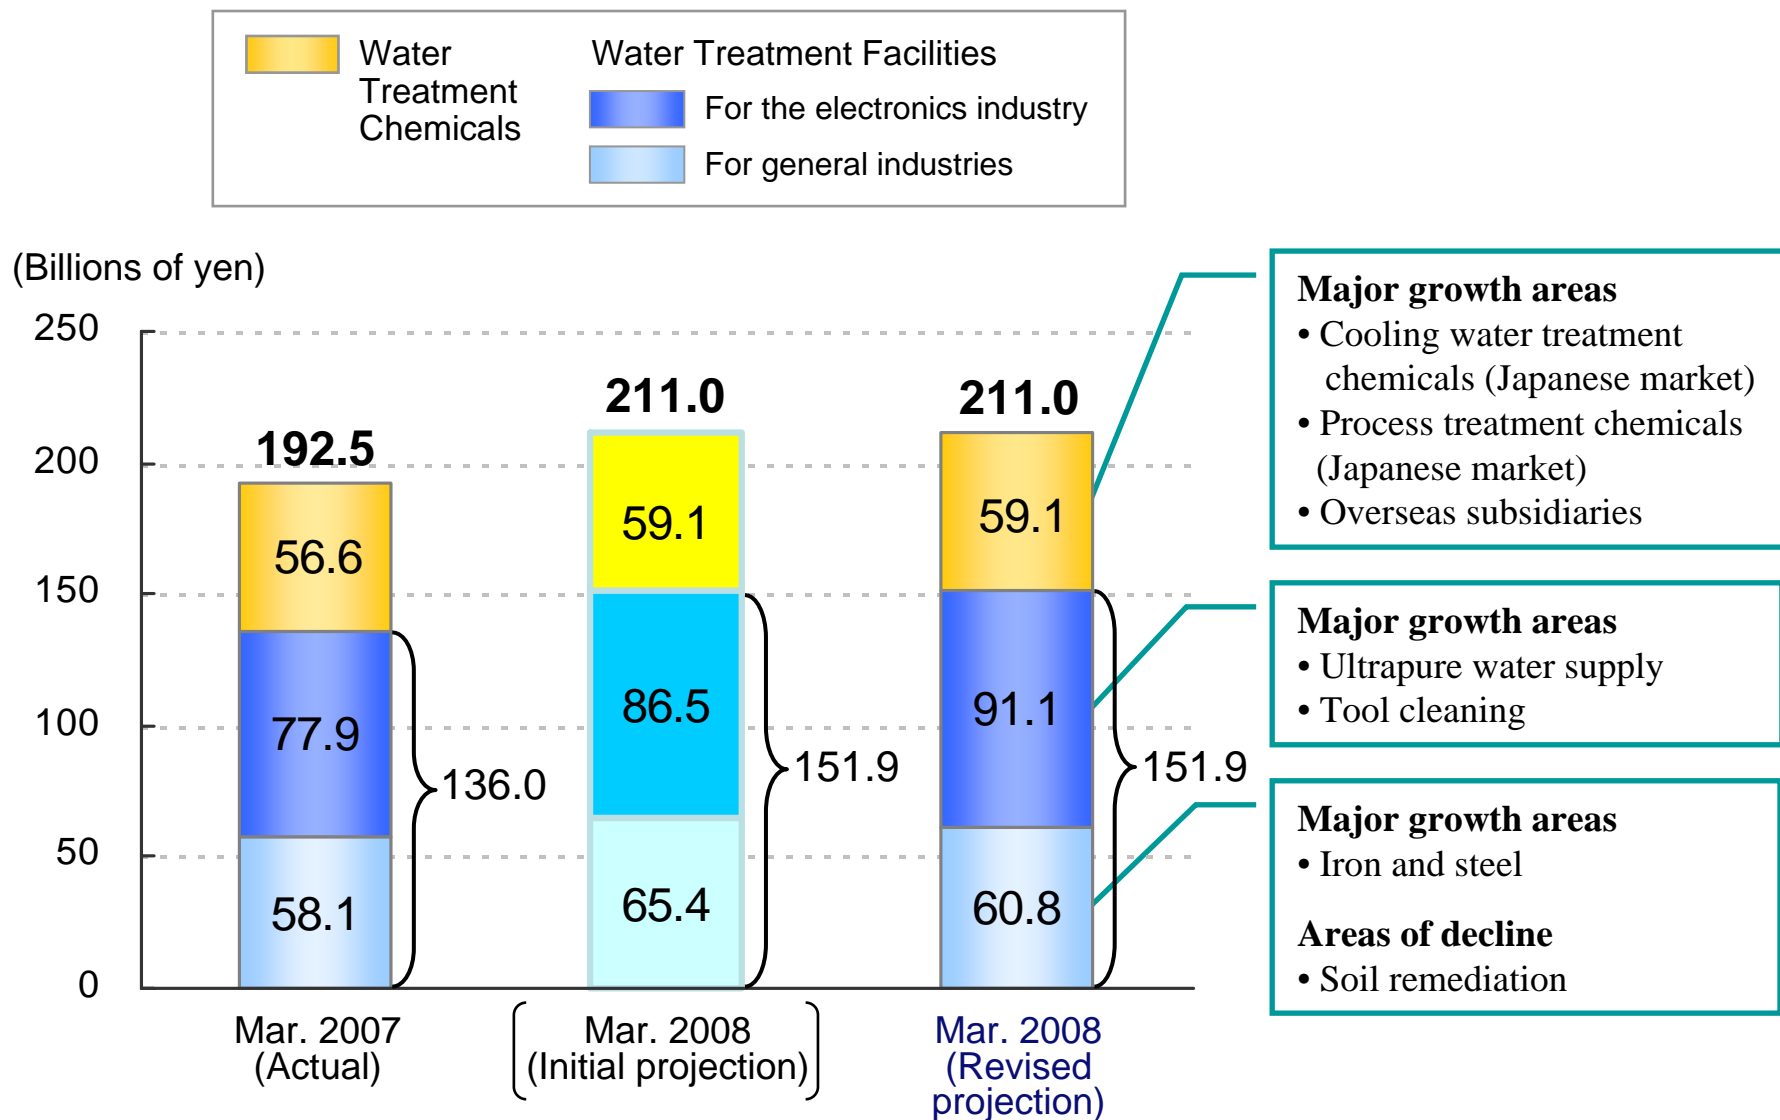 Water
Treatment
Chemicals
Water Treatment Facilities
For the electronics industry
For general industries
(Billions of yen)
250
200
150
100
50
0
192.5
56.6
77.9
58.1
136.0
211.0
59.1
86.5
65.4
151.9
211.0
59.1
91.1
60.8
151.9
Mar. 2007
(Actual)
Mar. 2008
(Initial projection)
Mar. 2008
(Revised
projection)
Major growth areas
• Cooling water treatment
chemicals (Japanese market)
• Process treatment chemicals
(Japanese market)
• Overseas subsidiaries
Major growth areas
• Ultrapure water supply
• Tool cleaning
Major growth areas
• Iron and steel
Areas of decline
• Soil remediation